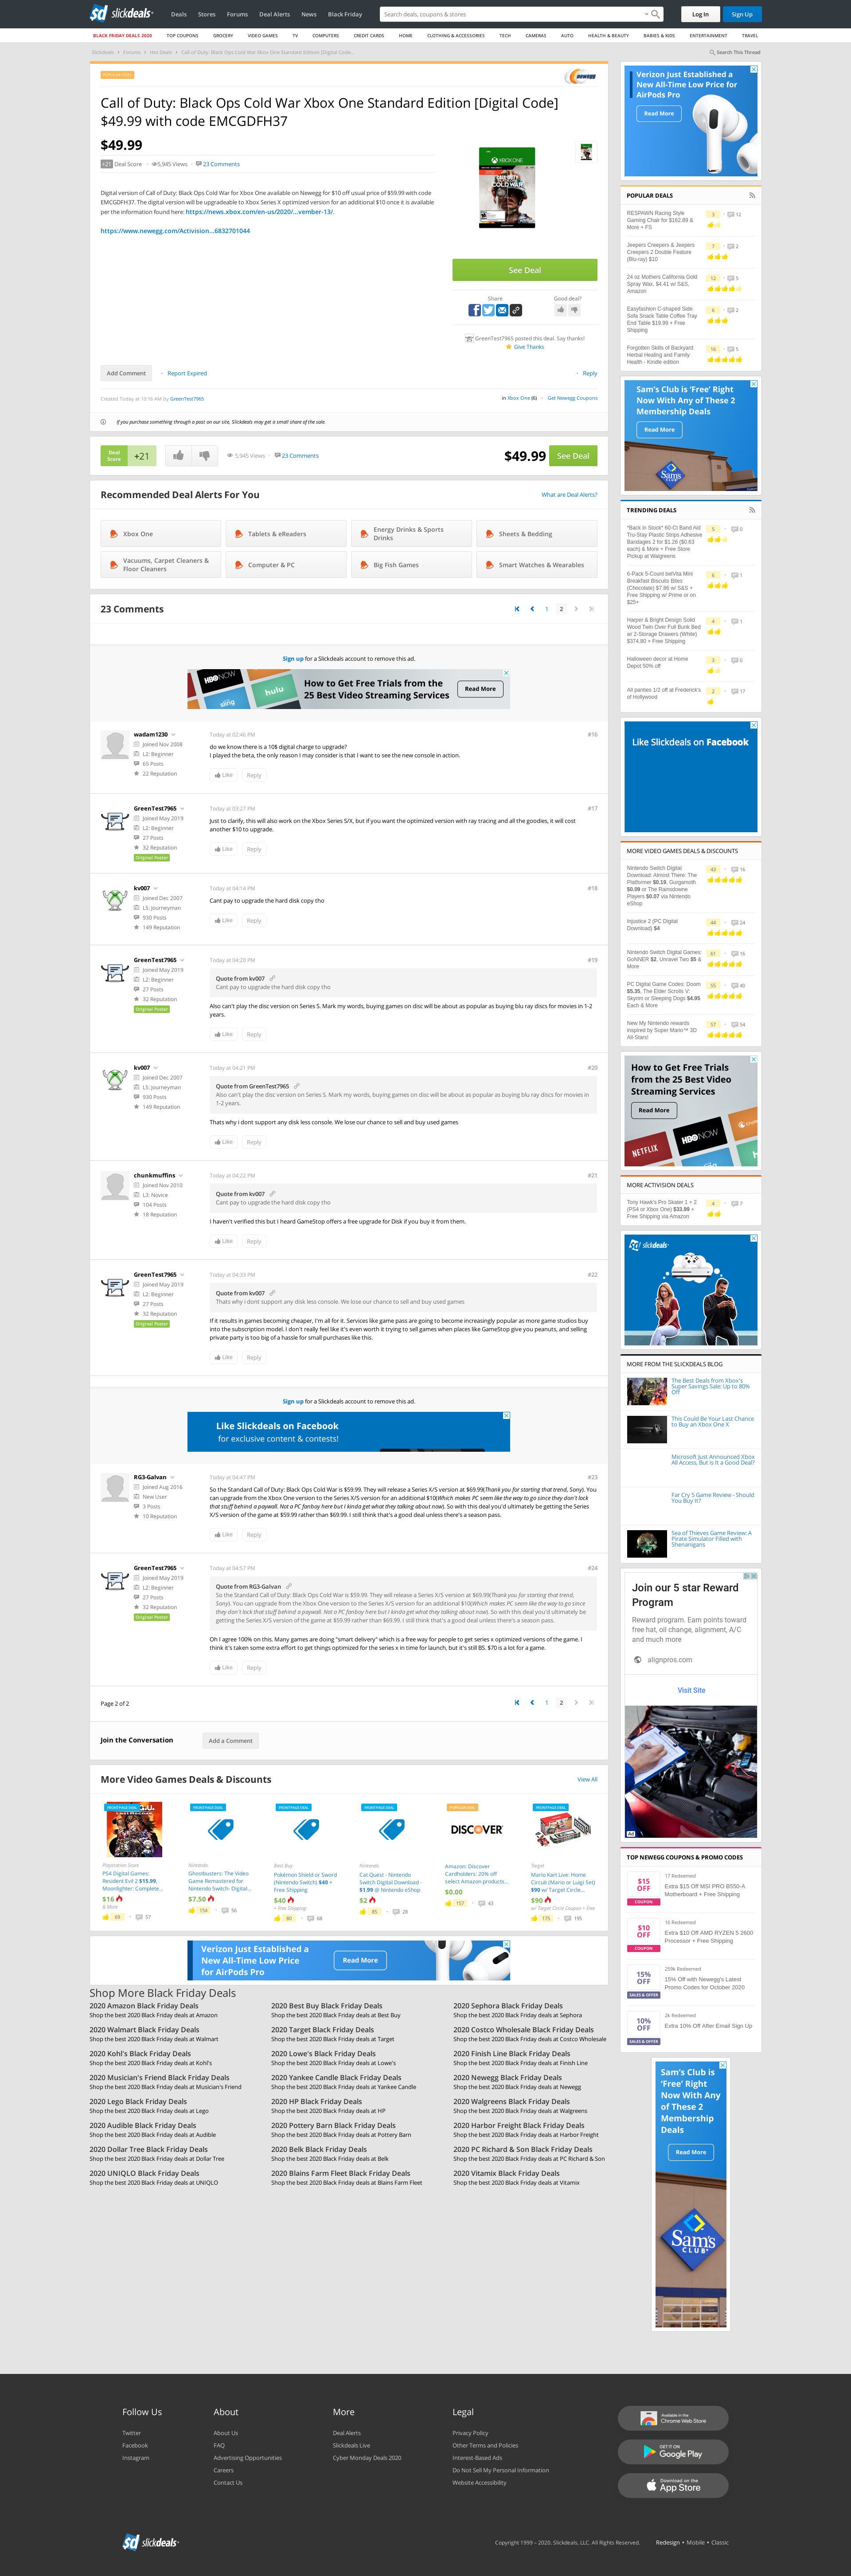 slickdeals
Deals Stores Forums Deal Alerts News Black Friday
Search deals, coupons & stores
Log In Sign Up
BLACK FRIDAY DEALS 2020 TOP COUPONS GROCERY VIDEO GAMES TV COMPUTERS CREDIT CARDS HOME CLOTHING & ACCESSORIES TECH CAMERAS AUTO HEALTH & BEAUTY BABIES & KIDS ENTERTAINMENT TRAVEL
Slickdeals Forums Hot Deals Call of Duty: Black Ops Cold War Xbox One Standard Edition [Digital Code...
Search This Thread
POPULAR DEAL
newegg
Call of Duty: Black Ops Cold War Xbox One Standard Edition [Digital Code]
$49.99 with code EMCGDFH37
$49.99
+21 Deal Score 5,945 Views 23 Comments
Digital version of Call of Duty: Black Ops Cold War for Xbox One available on Newegg for $10 off usual price of $59.99 with code
EMCGDFH37. The digital version will be upgradeable to Xbox Series X optimized version for an additional $10 once it is available
per the information found here: https://news.xbox.com/en-us/2020/...vember-13/.
https://www.newegg.com/Activision...6832701044
XBOX ONE
See Deal
Share Good deal?
GreenTest7965 posted this deal. Say thanks!
Give Thanks
Add Comment Report Expired Reply
Created Today at 10:16 AM by GreenTest7965
in Xbox One (6) Get Newegg Coupons
If you purchase something through a post on our site, Slickdeals may get a small share of the sale.
Deal
Score
+21
5,945 Views 23 Comments
$49.99 See Deal
Recommended Deal Alerts For You
What are Deal Alerts?
Xbox One
Tablets & eReaders
Energy Drinks & Sports
Drinks
Sheets & Bedding
Vacuums, Carpet Cleaners &
Floor Cleaners
Computer & PC
Big Fish Games
Smart Watches & Wearables
23 Comments
1 2
Sign up for a Slickdeals account to remove this ad.
HBO NOW
sling
hulu
How to Get Free Trials from the
25 Best Video Streaming Services
Read More
wadam1230
Joined Nov 2008
L2: Beginner
65 Posts
22 Reputation
Today at 02:46 PM
#16
do we know there is a 10$ digital charge to upgrade?
I played the beta, the only reason I may consider is that I want to see the new console in action.
Like Reply
GreenTest7965
Joined May 2019
L2: Beginner
27 Posts
32 Reputation
Original Poster
Today at 03:27 PM
#17
Just to clarify, this will also work on the Xbox Series S/X, but if you want the optimized version with ray tracing and all the goodies, it will cost
another $10 to upgrade.
Like Reply
kv007
Joined Dec 2007
L5: Journeyman
930 Posts
149 Reputation
Today at 04:14 PM
#18
Cant pay to upgrade the hard disk copy tho
Like Reply
GreenTest7965
Joined May 2019
L2: Beginner
27 Posts
32 Reputation
Original Poster
Today at 04:20 PM
#19
Quote from kv007
Cant pay to upgrade the hard disk copy tho
Also can't play the disc version on Series S. Mark my words, buying games on disc will be about as popular as buying blu ray discs for movies in 1-2
years.
Like Reply
kv007
Joined Dec 2007
L5: Journeyman
930 Posts
149 Reputation
Today at 04:21 PM
#20
Quote from GreenTest7965
Also can't play the disc version on Series S. Mark my words, buying games on disc will be about as popular as buying blu ray discs for movies in
1-2 years.
Thats why i dont support any disk less console. We lose our chance to sell and buy used games
Like Reply
chunkmuffins
Joined Nov 2010
L3: Novice
104 Posts
18 Reputation
Today at 04:22 PM
#21
Quote from kv007
Cant pay to upgrade the hard disk copy tho
I haven't verified this but I heard GameStop offers a free upgrade for Disk if you buy it from them.
Like Reply
GreenTest7965
Joined May 2019
L2: Beginner
27 Posts
32 Reputation
Original Poster
Today at 04:33 PM
#22
Quote from kv007
Thats why i dont support any disk less console. We lose our chance to sell and buy used games
If it results in games becoming cheaper, I'm all for it. Services like game pass are going to become increasingly popular as more game studios buy
into the subscription model. I don't really feel like it's even worth it trying to sell games when places like GameStop give you peanuts, and selling
private party is too big of a hassle for small purchases like this.
Like Reply
Sign up for a Slickdeals account to remove this ad.
Like Slickdeals on Facebook
for exclusive content & contests!
RG3-Galvan
Joined Aug 2016
New User
3 Posts
10 Reputation
Today at 04:47 PM
#23
So the Standard Call of Duty: Black Ops Cold War is $59.99. They will release a Series X/S version at $69.99(Thank you for starting that trend, Sony). You
can upgrade from the Xbox One version to the Series X/S version for an additional $10(Which makes PC seem like the way to go since they don't lock
that stuff behind a paywall. Not a PC fanboy here but I kinda get what they talking about now). So with this deal you'd ultimately be getting the Series
X/S version of the game at $59.99 rather than $69.99. I still think that's a good deal unless there's a season pass.
Like Reply
GreenTest7965
Joined May 2019
L2: Beginner
27 Posts
32 Reputation
Original Poster
Today at 04:57 PM
#24
Quote from RG3-Galvan
So the Standard Call of Duty: Black Ops Cold War is $59.99. They will release a Series X/S version at $69.99(Thank you for starting that trend,
Sony). You can upgrade from the Xbox One version to the Series X/S version for an additional $10(Which makes PC seem like the way to go since
they don't lock that stuff behind a paywall. Not a PC fanboy here but I kinda get what they talking about now). So with this deal you'd ultimately be
getting the Series X/S version of the game at $59.99 rather than $69.99. I still think that's a good deal unless there's a season pass.
Oh I agree 100% on this. Many games are doing "smart delivery" which is a free way for people to get series x optimized versions of the game. I
think it's taken some extra effort to get things optimized for the series x in time for launch, but it's still BS. $70 is a lot for a game.
Like Reply
Page 2 of 2
1 2
Join the Conversation Add a Comment
More Video Games Deals & Discounts
View All
FRONTPAGE DEAL
Playstation Store
PS4 Digital Games:
Resident Evil 2 $15.99,
Moonlighter: Complete...
$16
& More
69 57
FRONTPAGE DEAL
Nintendo
Ghostbusters: The Video
Game Remastered for
Nintendo Switch- Digital...
$7.50
154 56
FRONTPAGE DEAL
Best Buy
Pokémon Shield or Sword
(Nintendo Switch) $40 +
Free Shipping
$40
+ Free Shipping
80 68
FRONTPAGE DEAL
Nintendo
Cat Quest - Nintendo
Switch Digital Download -
$1.99 @ Nintendo eShop
$2
85 28
POPULAR DEAL
DISCOVER
Amazon: Discover
Cardholders: 20% off
select Amazon products...
$0.00
157 43
FRONTPAGE DEAL
Target
Mario Kart Live: Home
Circuit (Mario or Luigi Set)
$90 w/ Target Circle...
$90
w/ Target Circle Coupon + Free
175 195
Verizon Just Established a
New All-Time Low Price
for AirPods Pro
Read More
Shop More Black Friday Deals
2020 Amazon Black Friday Deals
Shop the best 2020 Black Friday deals at Amazon
2020 Best Buy Black Friday Deals
Shop the best 2020 Black Friday deals at Best Buy
2020 Sephora Black Friday Deals
Shop the best 2020 Black Friday deals at Sephora
2020 Walmart Black Friday Deals
Shop the best 2020 Black Friday deals at Walmart
2020 Target Black Friday Deals
Shop the best 2020 Black Friday deals at Target
2020 Costco Wholesale Black Friday Deals
Shop the best 2020 Black Friday deals at Costco Wholesale
2020 Kohl's Black Friday Deals
Shop the best 2020 Black Friday deals at Kohl's
2020 Lowe's Black Friday Deals
Shop the best 2020 Black Friday deals at Lowe's
2020 Finish Line Black Friday Deals
Shop the best 2020 Black Friday deals at Finish Line
2020 Musician's Friend Black Friday Deals
Shop the best 2020 Black Friday deals at Musician's Friend
2020 Yankee Candle Black Friday Deals
Shop the best 2020 Black Friday deals at Yankee Candle
2020 Newegg Black Friday Deals
Shop the best 2020 Black Friday deals at Newegg
2020 Lego Black Friday Deals
Shop the best 2020 Black Friday deals at Lego
2020 HP Black Friday Deals
Shop the best 2020 Black Friday deals at HP
2020 Walgreens Black Friday Deals
Shop the best 2020 Black Friday deals at Walgreens
2020 Audible Black Friday Deals
Shop the best 2020 Black Friday deals at Audible
2020 Pottery Barn Black Friday Deals
Shop the best 2020 Black Friday deals at Pottery Barn
2020 Harbor Freight Black Friday Deals
Shop the best 2020 Black Friday deals at Harbor Freight
2020 Dollar Tree Black Friday Deals
Shop the best 2020 Black Friday deals at Dollar Tree
2020 Belk Black Friday Deals
Shop the best 2020 Black Friday deals at Belk
2020 PC Richard & Son Black Friday Deals
Shop the best 2020 Black Friday deals at PC Richard & Son
2020 UNIQLO Black Friday Deals
Shop the best 2020 Black Friday deals at UNIQLO
2020 Blains Farm Fleet Black Friday Deals
Shop the best 2020 Black Friday deals at Blains Farm Fleet
2020 Vitamix Black Friday Deals
Shop the best 2020 Black Friday deals at Vitamix
Verizon Just Established a
New All-Time Low Price for
AirPods Pro
Read More
POPULAR DEALS
RESPAWN Racing Style
Gaming Chair for $162.89 &
More + FS
3 12
Jeepers Creepers & Jeepers
Creepers 2 Double Feature
(Blu-ray) $10
7 2
24 oz Mothers California Gold
Spray Wax, $4.41 w/ S&S,
Amazon
12 5
Easyfashion C-shaped Side
Sofa Snack Table Coffee Tray
End Table $19.99 + Free
Shipping
6 2
Forgotten Skills of Backyard
Herbal Healing and Family
Health - Kindle edition
16 5
Sam's Club is 'Free' Right
Now With Any of These 2
Membership Deals
Read More
Sam's
CLUB
TRENDING DEALS
*Back in Stock* 60-Ct Band Aid
Tru-Stay Plastic Strips Adhesive
Bandages 2 for $1.26 ($0.63
each) & More + Free Store
Pickup at Walgreens
5 0
6-Pack 5-Count belVita Mini
Breakfast Biscuits Bites
(Chocolate) $7.86 w/ S&S +
Free Shipping w/ Prime or on
$25+
6 1
Harper & Bright Design Solid
Wood Twin Over Full Bunk Bed
w/ 2-Storage Drawers (White)
$374.80 + Free Shipping
4 1
Halloween decor at Home
Depot 50% off
3 0
All panties 1/2 off at Frederick's
of Hollywood
2 17
Like Slickdeals on Facebook
MORE VIDEO GAMES DEALS & DISCOUNTS
Nintendo Switch Digital
Download: Almost There: The
Platformer $0.19, Gurgamoth
$0.09 or The Ramsdowne
Players $0.07 via Nintendo
eShop
43 16
Injustice 2 (PC Digital
Download) $4
44 24
Nintendo Switch Digital Games:
GoNNER $2, Unravel Two $5 &
More
61 16
PC Digital Game Codes: Doom
$5.35, The Elder Scrolls V:
Skyrim or Sleeping Dogs $4.95
Each & More
55 40
New My Nintendo rewards
inspired by Super Mario™ 3D
All-Stars!
57 54
How to Get Free Trials
from the 25 Best Video
Streaming Services
Read More
NETFLIX
HBO NOW
MORE ACTIVISION DEALS
Tony Hawk's Pro Skater 1 + 2
(PS4 or Xbox One) $33.99 +
Free Shipping via Amazon
4 7
slickdeals
MORE FROM THE SLICKDEALS BLOG
The Best Deals from Xbox's
Super Savings Sale: Up to 80%
Off
This Could Be Your Last Chance
to Buy an Xbox One X
Microsoft Just Announced Xbox
All Access, But is It a Good Deal?
Far Cry 5 Game Review - Should
You Buy It?
Sea of Thieves Game Review: A
Pirate Simulator Filled with
Shenanigans
Join our 5 star Reward
Program
Reward program. Earn points toward
free hat, oil change, alignment, A/C
and much more
alignpros.com
Visit Site
Ad
TOP NEWEGG COUPONS & PROMO CODES
$15
OFF
COUPON
17 Redeemed
Extra $15 Off MSI PRO B550-A
Motherboard + Free Shipping
$10
OFF
COUPON
16 Redeemed
Extra $10 Off AMD RYZEN 5 2600
Processor + Free Shipping
15%
OFF
SALES & OFFER
259k Redeemed
15% Off with Newegg's Latest
Promo Codes for October 2020
10%
OFF
SALES & OFFER
2k Redeemed
Extra 10% Off After Email Sign Up
Sam's Club is
'Free' Right
Now With Any
of These 2
Membership
Deals
Read More
Sam's
CLUB
Follow Us
Twitter
Facebook
Instagram
About
About Us
FAQ
Advertising Opportunities
Careers
Contact Us
More
Deal Alerts
Slickdeals Live
Cyber Monday Deals 2020
Legal
Privacy Policy
Other Terms and Policies
Interest-Based Ads
Do Not Sell My Personal Information
Website Accessibility
Available in the
Chrome Web Store
GET IT ON
Google Play
Download on the
App Store
slickdeals
Copyright 1999 – 2020. Slickdeals, LLC. All Rights Reserved. Redesign • Mobile • Classic